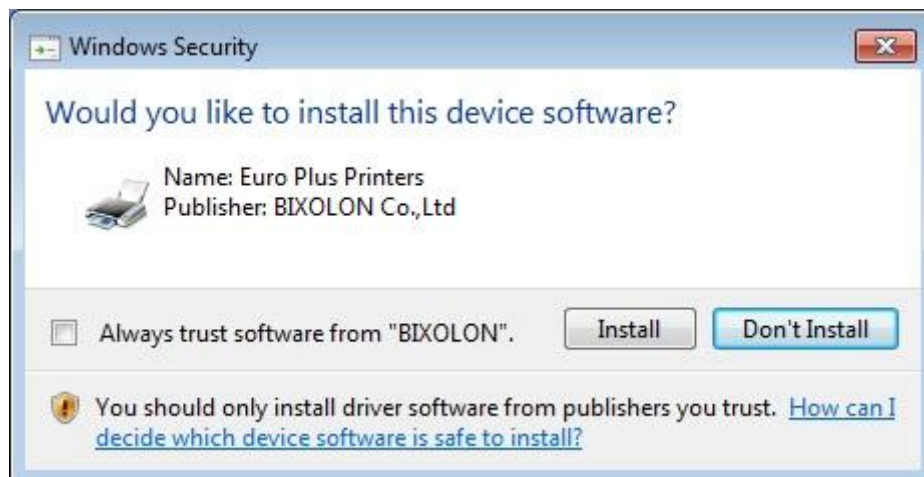 Windows Security
Would you like to install this device software?
Name: Euro Plus Printers
Publisher: BIXOLON Co.,Ltd
Always trust software from "BIXOLON".
Install
Don't Install
You should only install driver software from publishers you trust. How can I
decide which device software is safe to install?